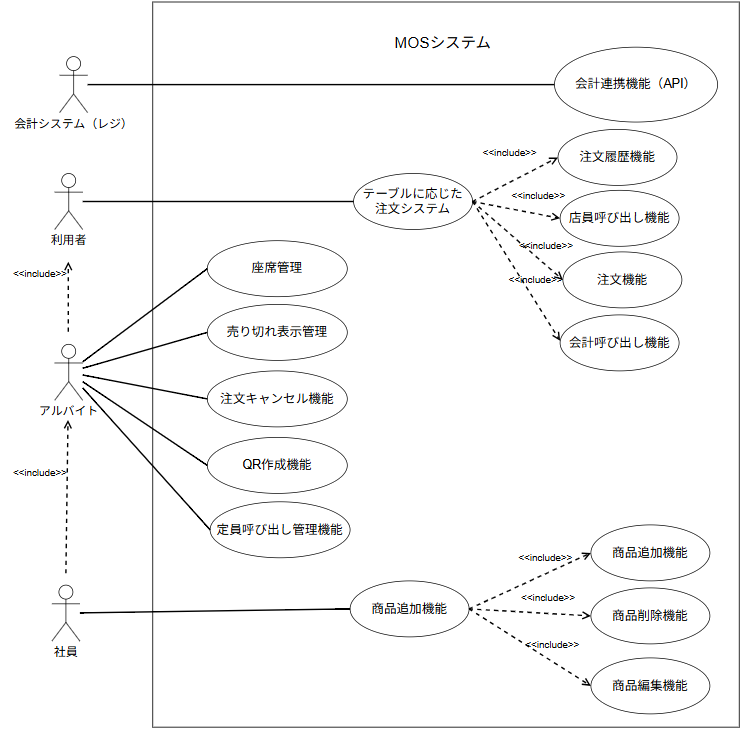 MOSシステム
会計連携機能（API）
会計システム（レジ）
<<include>>
注文履歴機能
利用者
テーブルに応じた
注文システム
<<include>>
店員呼び出し機能
<<include>>
<<include>>
注文機能
<<include>>
会計呼び出し機能
座席管理
売り切れ表示管理
アルバイト
注文キャンセル機能
<<include>>
QR作成機能
定員呼び出し管理機能
<<include>>
商品追加機能
社員
商品追加機能
<<include>>
商品削除機能
<<include>>
商品編集機能